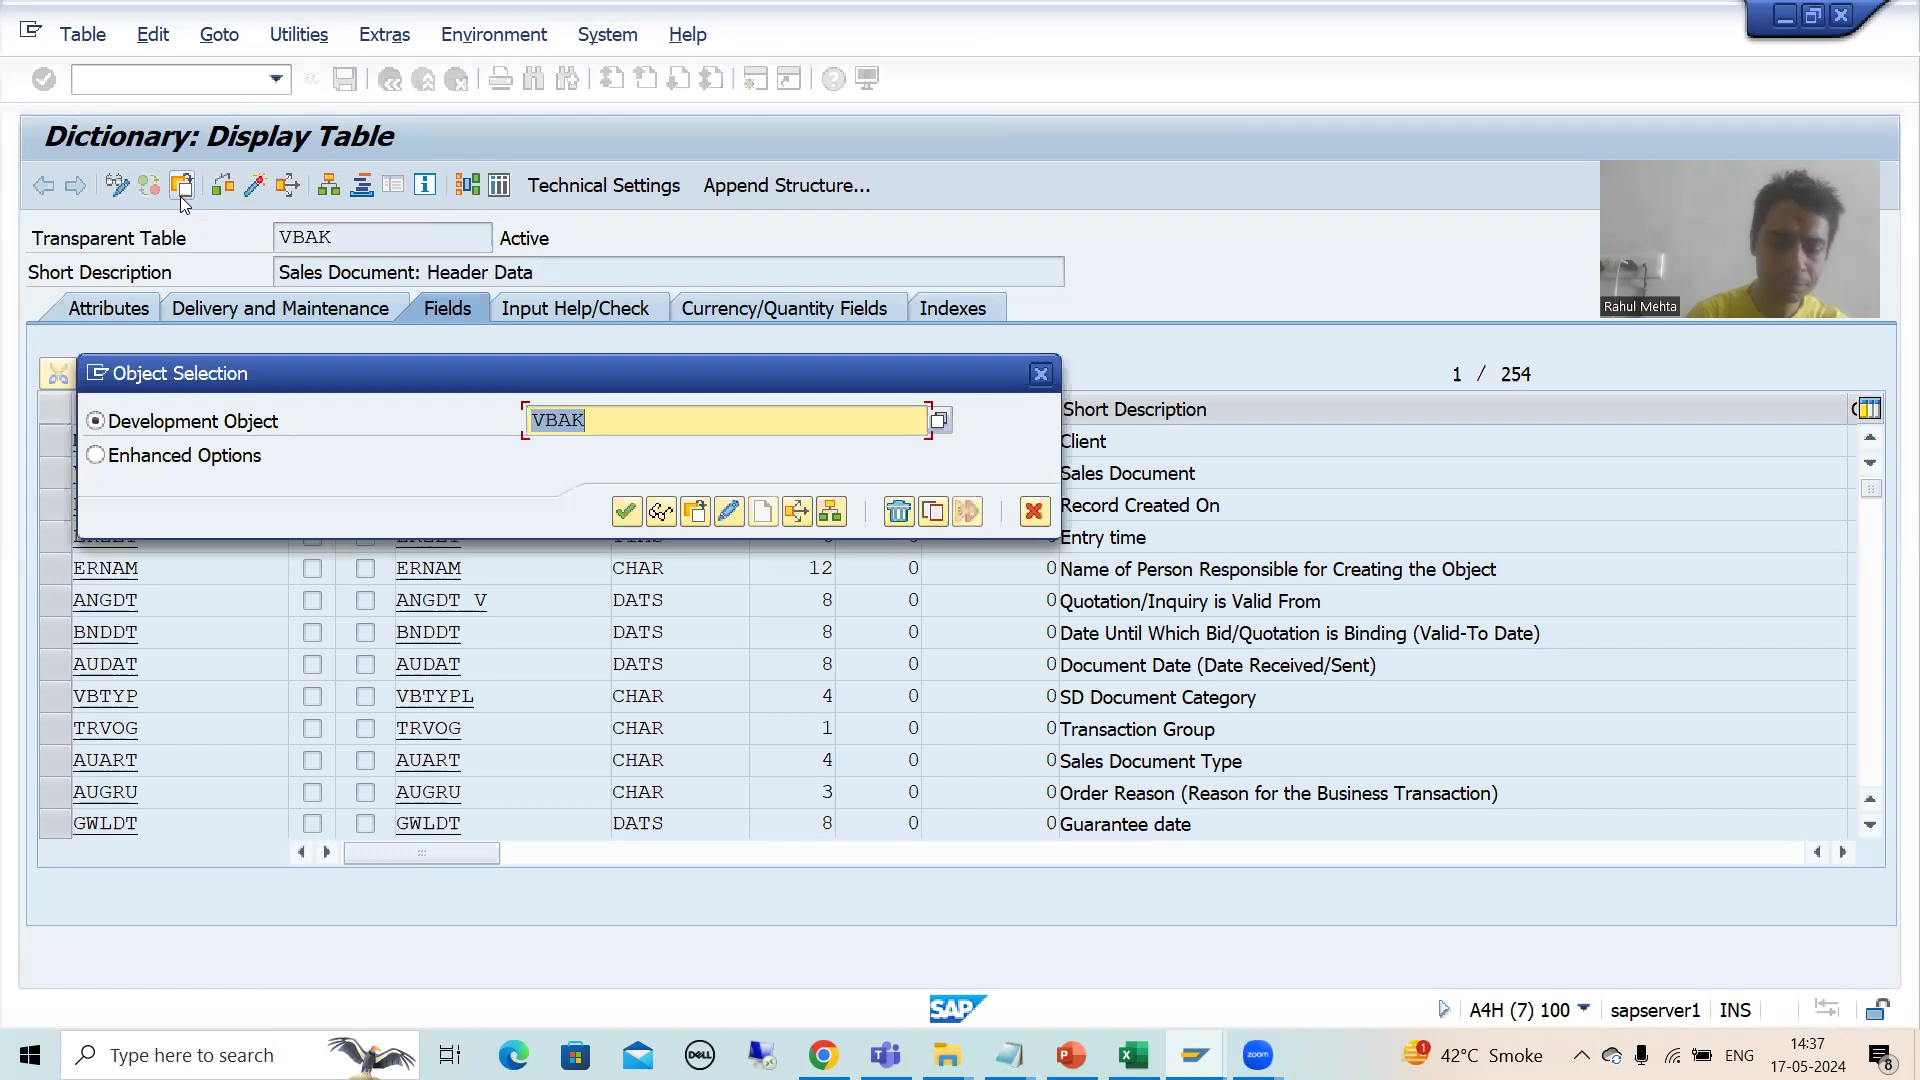 Table Edit Goto Utilities Extras Environment System Help
Dictionary: Display Table
Technical Settings Append Structure...
Transparent Table VBAK Active
Short Description Sales Document: Header Data
Rahul Mehta
Attributes Delivery and Maintenance Fields Input Help/Check Currency/Quantity Fields Indexes
Object Selection
1 / 254
Development Object VBAK
Enhanced Options
Short Description
Client
Sales Document
Record Created On
Entry time
ERNAM ERNAM CHAR 12 0 0 Name of Person Responsible for Creating the Object
ANGDT ANGDT_V DATS 8 0 0 Quotation/Inquiry is Valid From
BNDDT BNDDT DATS 8 0 0 Date Until Which Bid/Quotation is Binding (Valid-To Date)
AUDAT AUDAT DATS 8 0 0 Document Date (Date Received/Sent)
VBTYP VBTYPL CHAR 4 0 0 SD Document Category
TRVOG TRVOG CHAR 1 0 0 Transaction Group
AUART AUART CHAR 4 0 0 Sales Document Type
AUGRU AUGRU CHAR 3 0 0 Order Reason (Reason for the Business Transaction)
GWLDT GWLDT DATS 8 0 0 Guarantee date
SAP
A4H (7) 100 sapserver1 INS
Type here to search
DELL
zoom
1
42°C Smoke
ENG
14:37
17-05-2024
8